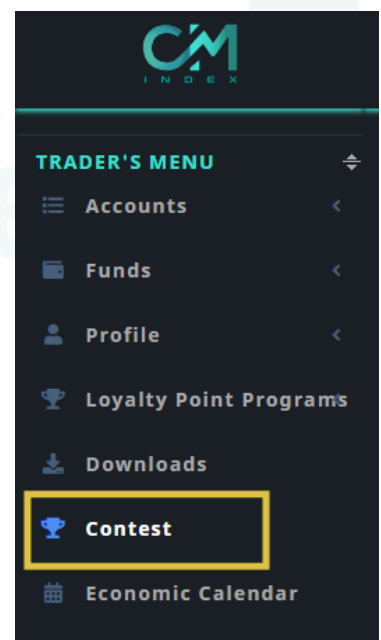 CM
INDEX
TRADER'S MENU
Accounts
Funds
Profile
Loyalty Point Programs
Downloads
Contest
Economic Calendar